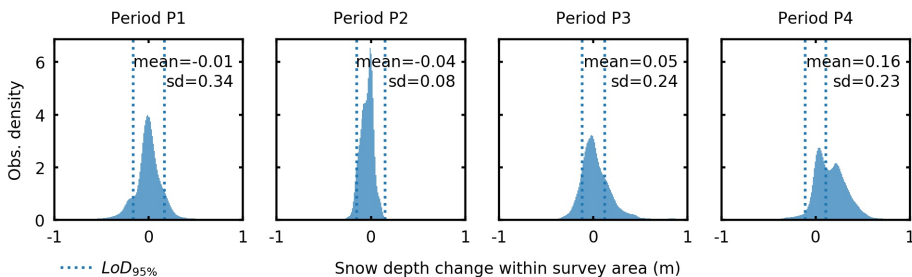 Period P1
Period P2
Period P3
Period P4
Obs. density
6
4
2
0
mean=-0.01
sd=0.34
mean=-0.04
sd=0.08
mean=0.05
sd=0.24
mean=0.16
sd=0.23
-1 0 1
-1 0 1
-1 0 1
-1 0 1
LoD95%
Snow depth change within survey area (m)